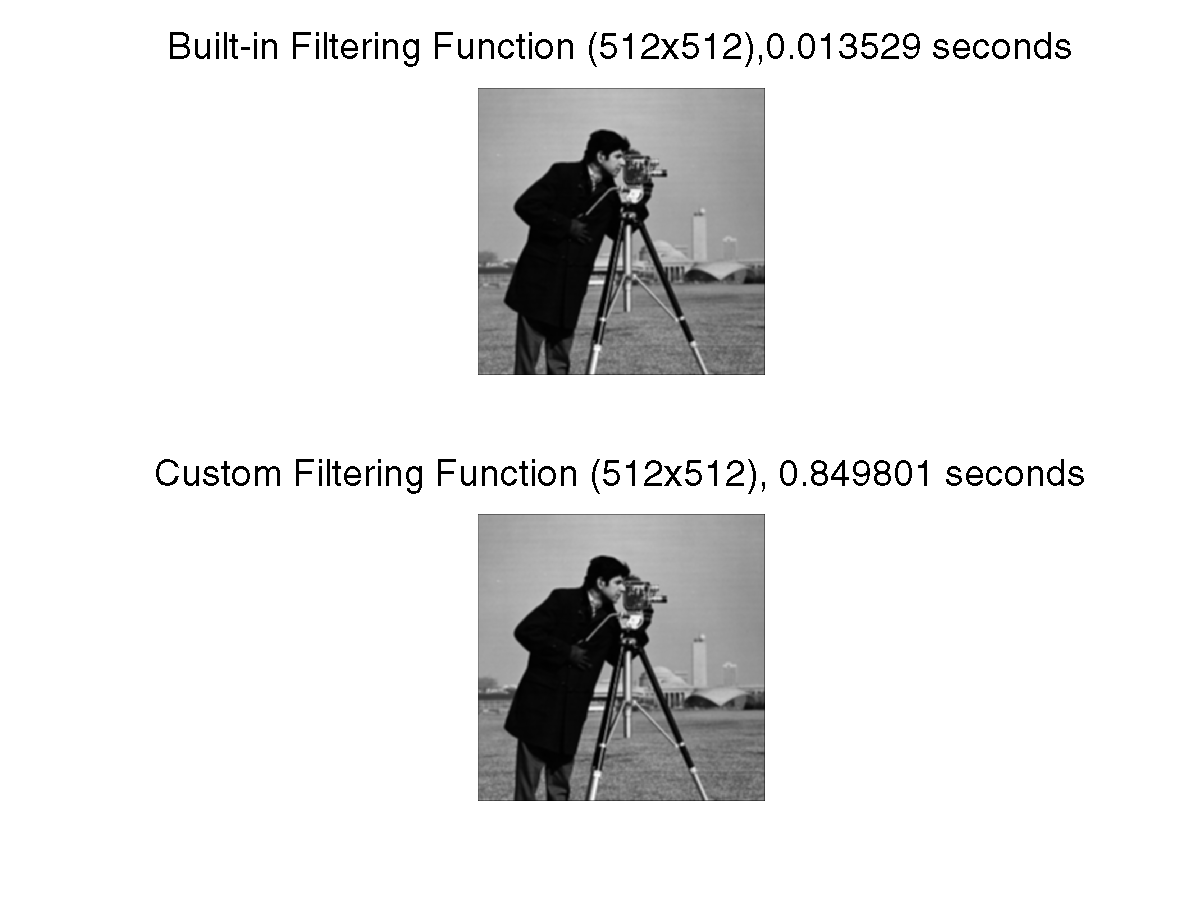 Built-in Filtering Function (512x512),0.013529 seconds
Custom Filtering Function (512x512), 0.849801 seconds